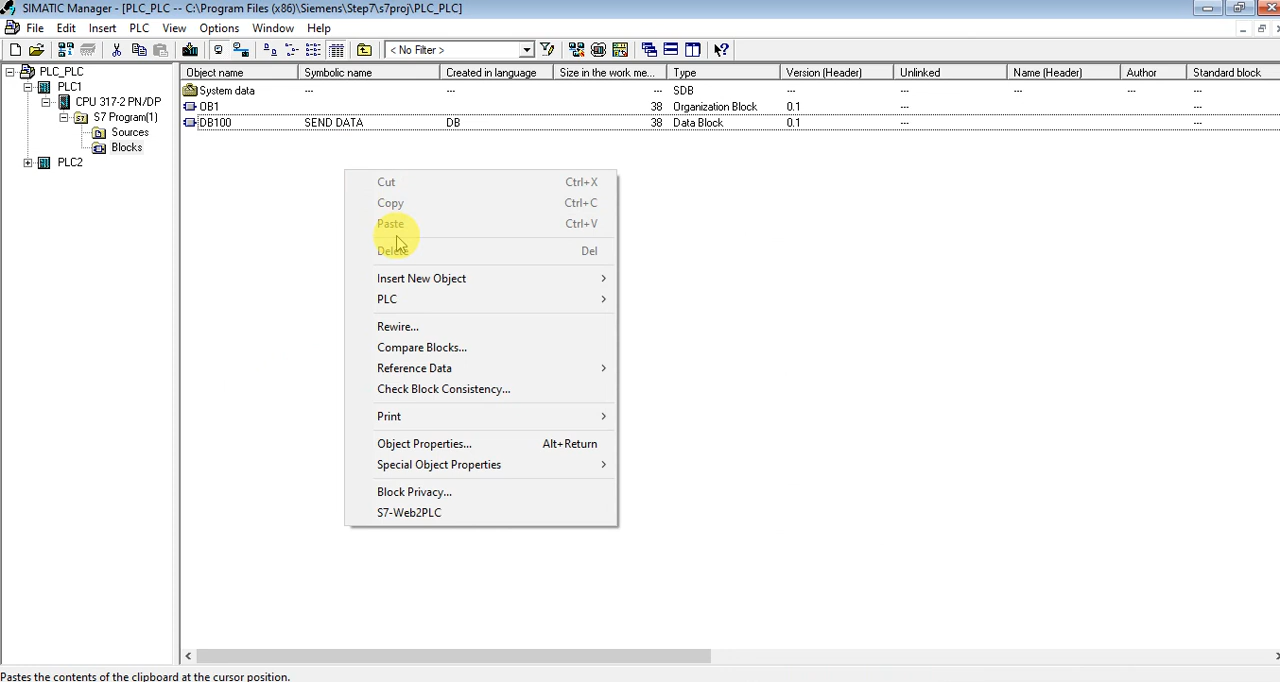 SIMATIC Manager - [PLC_PLC -- C:\Program Files (x86)\Siemens\Step7\s7proj\PLC_PLC]
File Edit Insert PLC View Options Window Help
< No Filter >
PLC_PLC
PLC1
CPU 317-2 PN/DP
S7 Program(1)
Sources
Blocks
PLC2
Object name Symbolic name Created in language Size in the work me... Type Version (Header) Unlinked Name (Header) Author Standard block
System data --- --- --- SDB --- --- --- --- ---
OB1 38 Organization Block 0.1 --- ---
DB100 SEND DATA DB 38 Data Block 0.1 --- ---
Cut Ctrl+X
Copy Ctrl+C
Paste Ctrl+V
Delete Del
Insert New Object
PLC
Rewire...
Compare Blocks...
Reference Data
Check Block Consistency...
Print
Object Properties... Alt+Return
Special Object Properties
Block Privacy...
S7-Web2PLC
Pastes the contents of the clipboard at the cursor position.